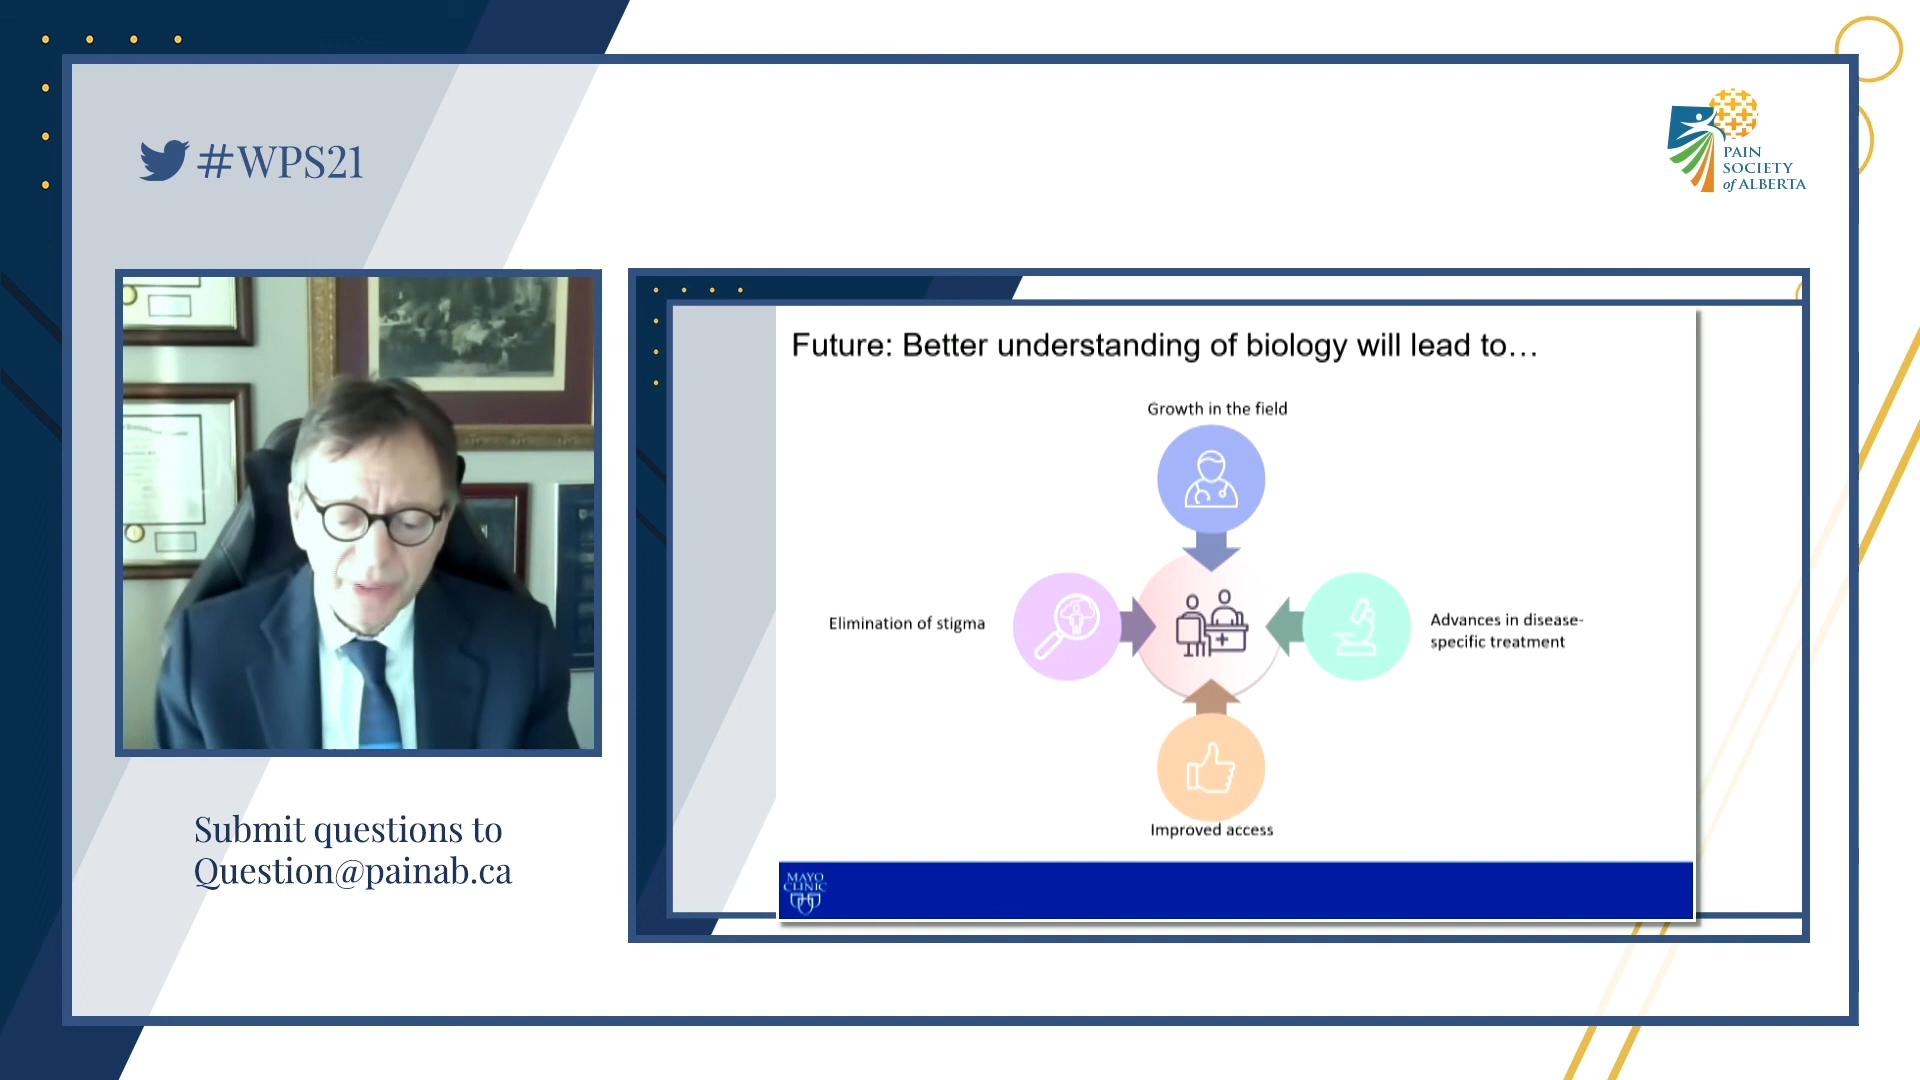 #WPS21
PAIN
SOCIETY
of ALBERTA
Future: Better understanding of biology will lead to…
Growth in the field
Elimination of stigma
Advances in disease-
specific treatment
Improved access
MAYO
CLINIC
Submit questions to
Question@painab.ca